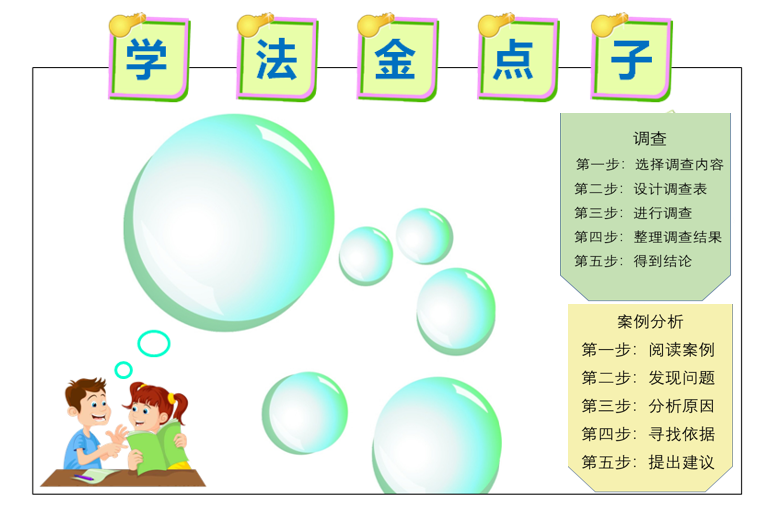 学法金点子
调查
第一步：选择调查内容
第二步：设计调查表
第三步：进行调查
第四步：整理调查结果
第五步：得到结论
案例分析
第一步：阅读案例
第二步：发现问题
第三步：分析原因
第四步：寻找依据
第五步：提出建议